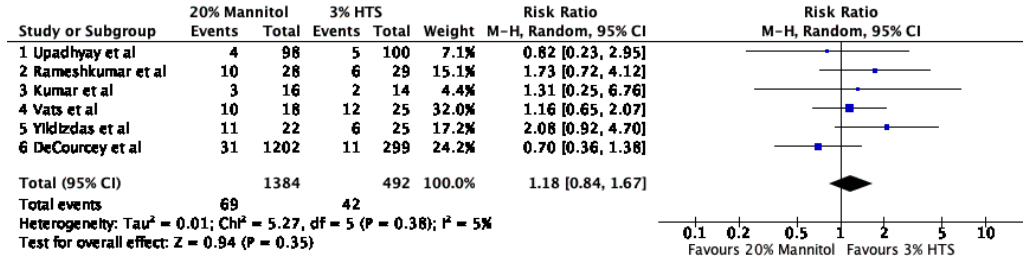 20% Mannitol 3% HTS Risk Ratio Risk Ratio
Study or Subgroup Events Total Events Total Weight M-H, Random, 95% CI M-H, Random, 95% CI
1 Upadhyay et al 4 98 5 100 7.1% 0.82 [0.23, 2.95]
2 Rameshkumar et al 10 28 6 29 15.1% 1.73 [0.72, 4.12]
3 Kumar et al 3 16 2 14 4.4% 1.31 [0.25, 6.76]
4 Vats et al 10 18 12 25 32.0% 1.16 [0.65, 2.07]
5 Yildizdas et al 11 22 6 25 17.2% 2.08 [0.92, 4.70]
6 DeCourcey et al 31 1202 11 299 24.2% 0.70 [0.36, 1.38]
Total (95% CI) 1384 492 100.0% 1.18 [0.84, 1.67]
Total events 69 42
Heterogeneity: Tau² = 0.01; Chi² = 5.27, df = 5 (P = 0.38); I² = 5%
Test for overall effect: Z = 0.94 (P = 0.35)
0.1 0.2 0.5 1 2 5 10
Favours 20% Mannitol Favours 3% HTS